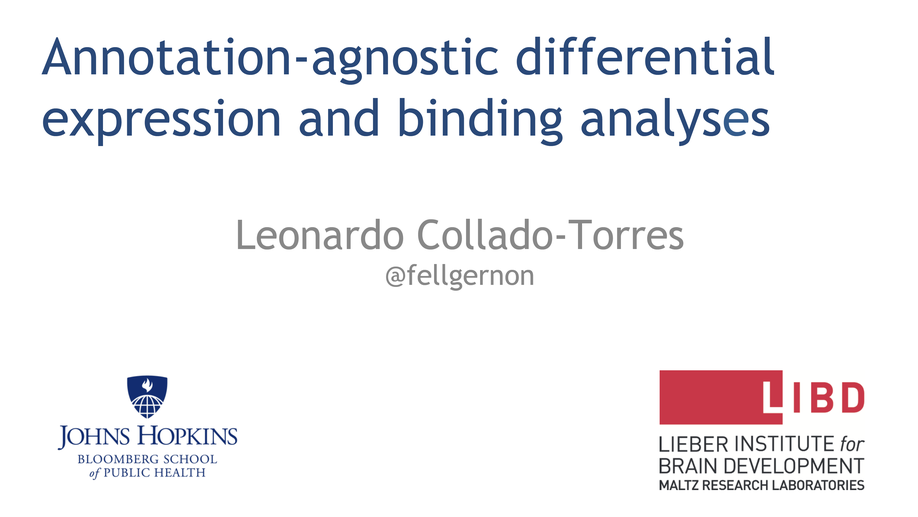 Annotation-agnostic differential
expression and binding analyses
Leonardo Collado-Torres
@fellgernon
JOHNS HOPKINS
BLOOMBERG SCHOOL
of PUBLIC HEALTH
LIBD
LIEBER INSTITUTE for
BRAIN DEVELOPMENT
MALTZ RESEARCH LABORATORIES